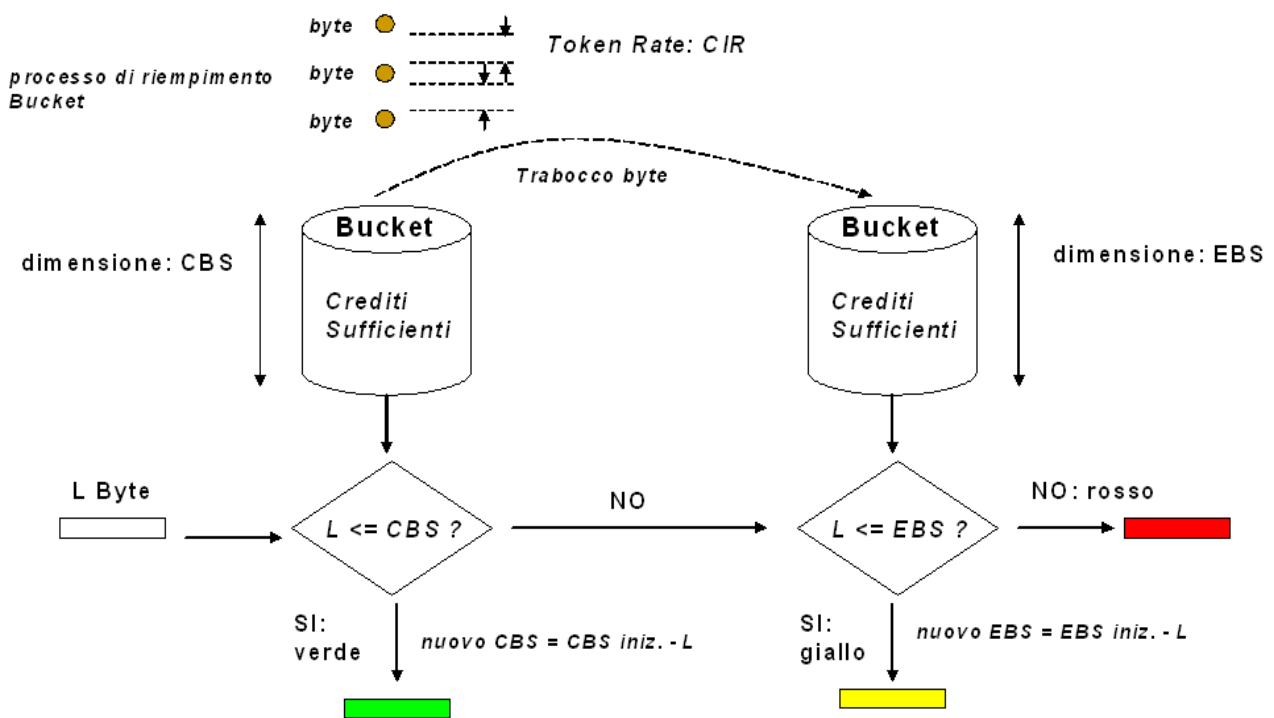 byte
Token Rate: CIR
processo di riempimento
Bucket
byte
byte
Trabocco byte
Bucket
Bucket
dimensione: CBS
dimensione: EBS
Crediti
Sufficienti
Crediti
Sufficienti
L Byte
NO
NO: rosso
L <= CBS ?
L <= EBS ?
SI:
verde
nuovo CBS = CBS iniz. - L
SI:
giallo
nuovo EBS = EBS iniz. - L